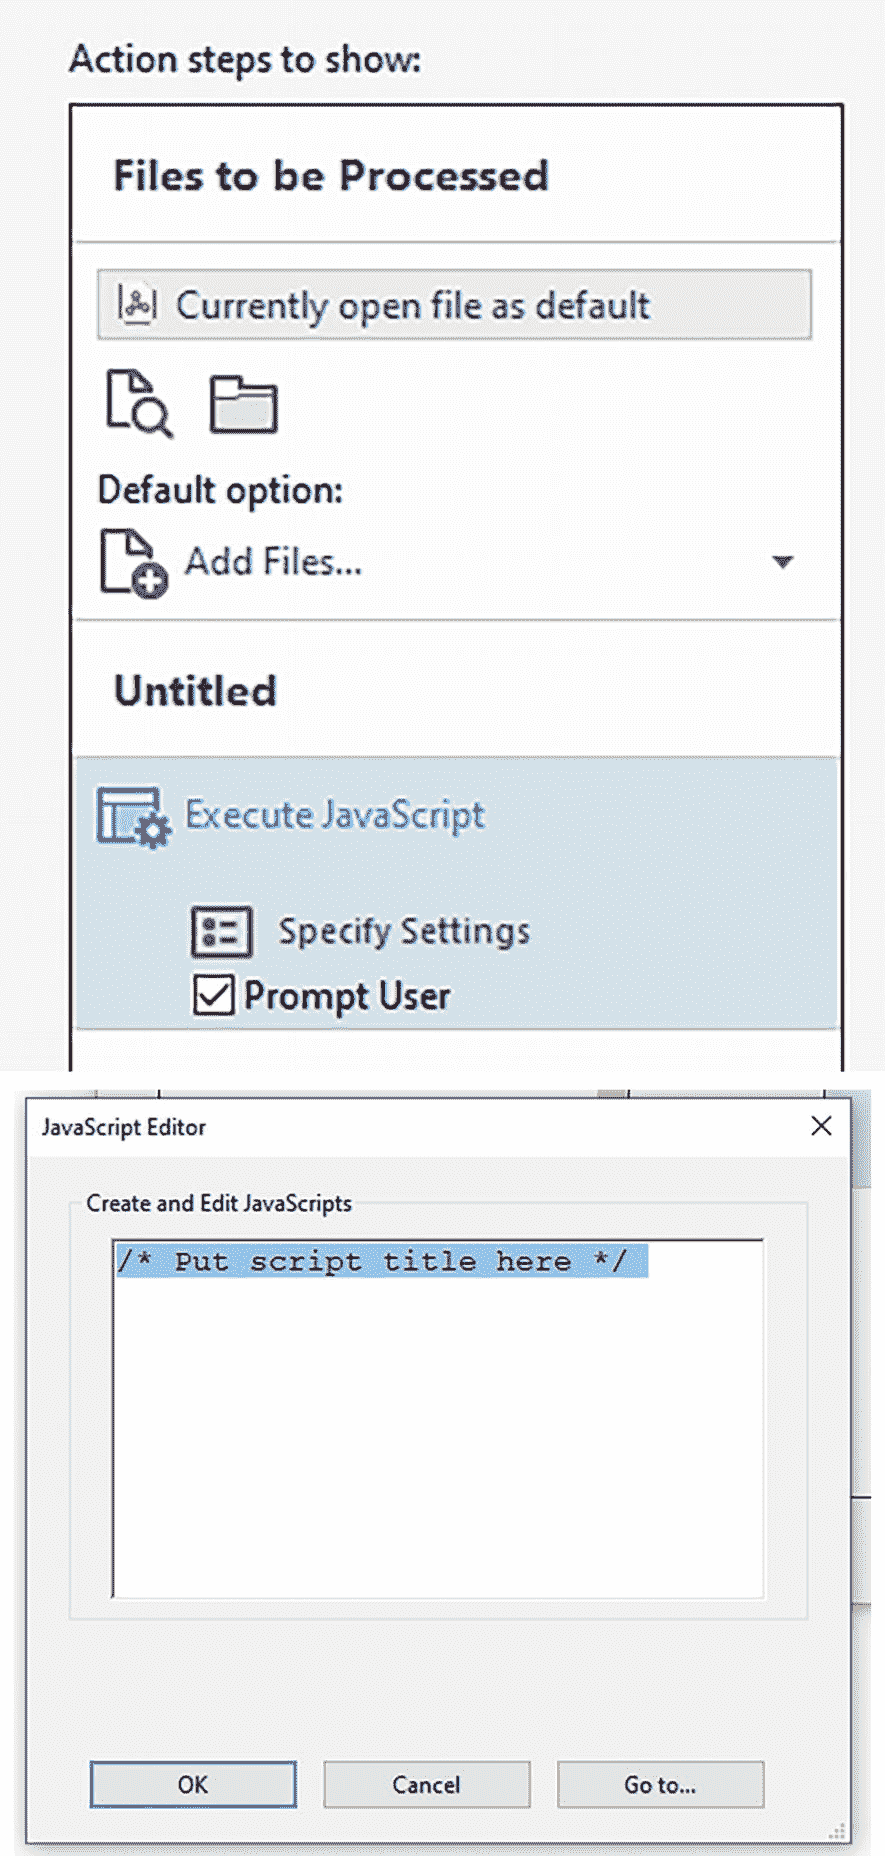 Action steps to show:
Files to be Processed
Currently open file as default
Default option:
Add Files...
Untitled
Execute JavaScript
Specify Settings
Prompt User
JavaScript Editor
Create and Edit JavaScripts
/* Put script title here */
OK Cancel Go to...